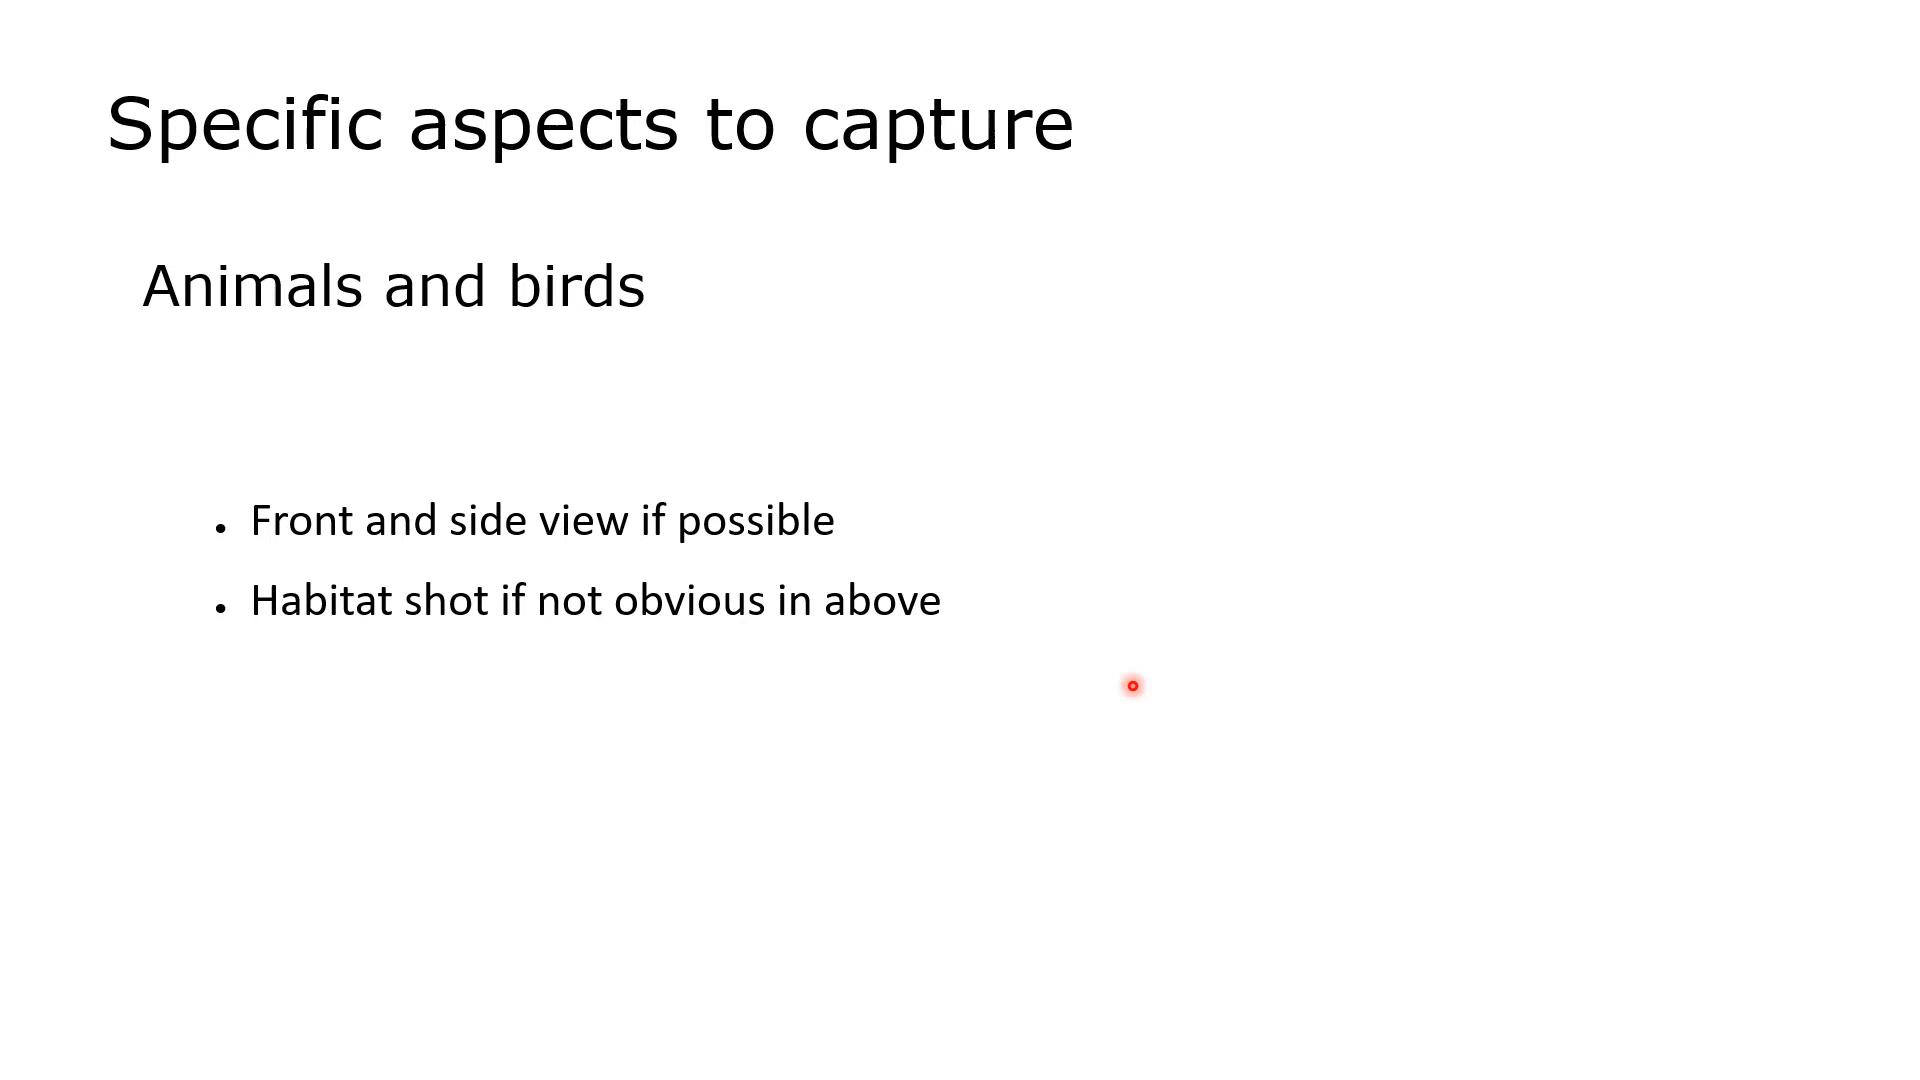 Specific aspects to capture
Animals and birds
• Front and side view if possible
• Habitat shot if not obvious in above